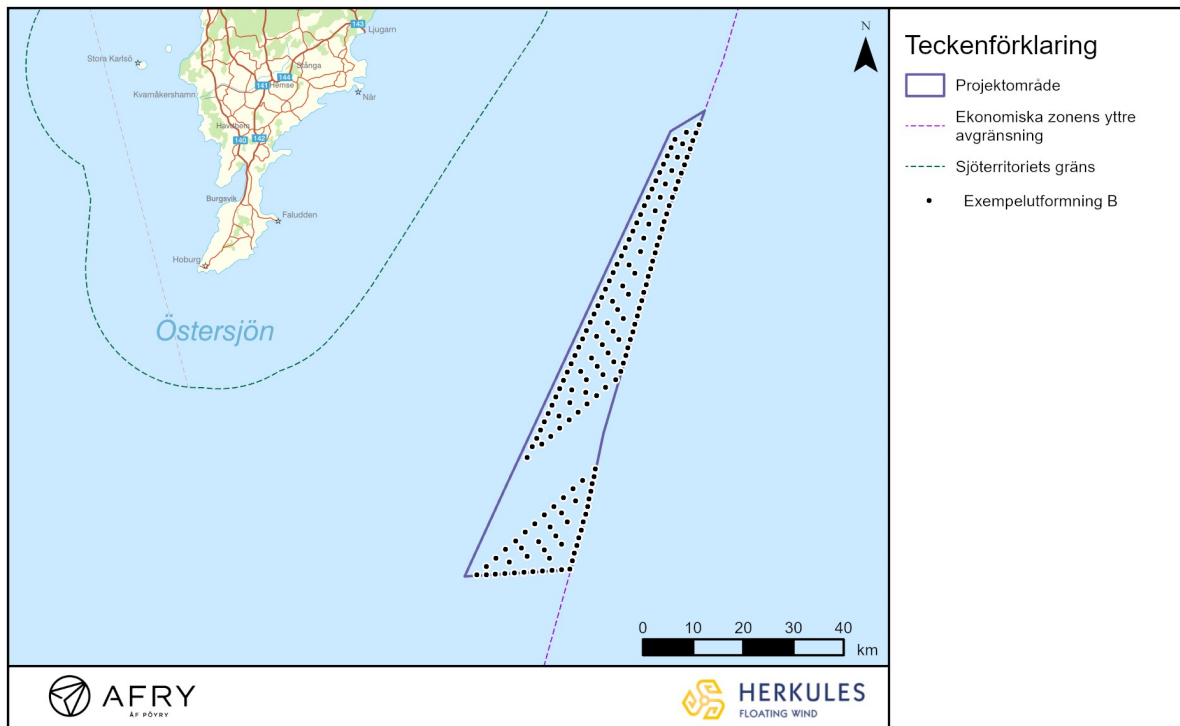 143
Ljugarn
Stora Karlsö
Stånga
144
141
Hemse
När
Kvarnåkershamn
Havdhem
140
142
Burgsvik
Faludden
Hoburg
Östersjön
N
0 10 20 30 40
km
Teckenförklaring
Projektområde
Ekonomiska zonens yttre
avgränsning
Sjöterritoriets gräns
Exempelutformning B
AFRY
ÅF PÖYRY
HERKULES
FLOATING WIND